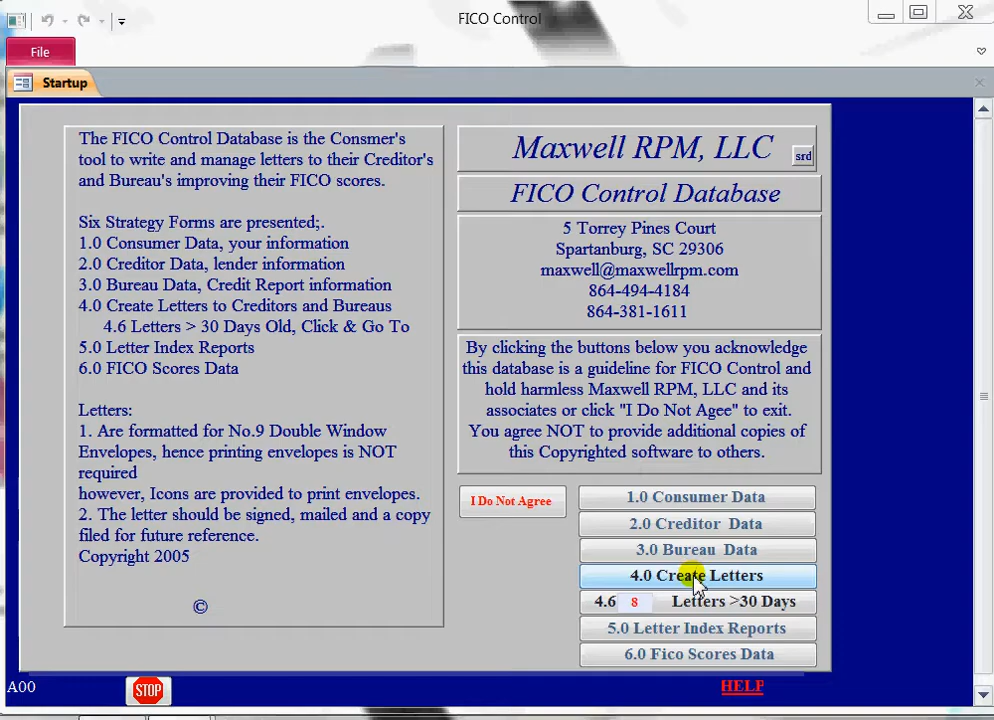 FICO Control
File
Startup
The FICO Control Database is the Consmer's
tool to write and manage letters to their Creditor's
and Bureau's improving their FICO scores.
Six Strategy Forms are presented;.
1.0 Consumer Data, your information
2.0 Creditor Data, lender information
3.0 Bureau Data, Credit Report information
4.0 Create Letters to Creditors and Bureaus
4.6 Letters > 30 Days Old, Click & Go To
5.0 Letter Index Reports
6.0 FICO Scores Data
Letters:
1. Are formatted for No.9 Double Window
Envelopes, hence printing envelopes is NOT
required
however, Icons are provided to print envelopes.
2. The letter should be signed, mailed and a copy
filed for future reference.
Copyright 2005
©
Maxwell RPM, LLC
srd
FICO Control Database
5 Torrey Pines Court
Spartanburg, SC 29306
maxwell@maxwellrpm.com
864-494-4184
864-381-1611
By clicking the buttons below you acknowledge
this database is a guideline for FICO Control and
hold harmless Maxwell RPM, LLC and its
associates or click "I Do Not Agee" to exit.
You agree NOT to provide additional copies of
this Copyrighted software to others.
I Do Not Agree
1.0 Consumer Data
2.0 Creditor Data
3.0 Bureau Data
4.0 Create Letters
4.6 8 Letters >30 Days
5.0 Letter Index Reports
6.0 Fico Scores Data
A00
STOP
HELP